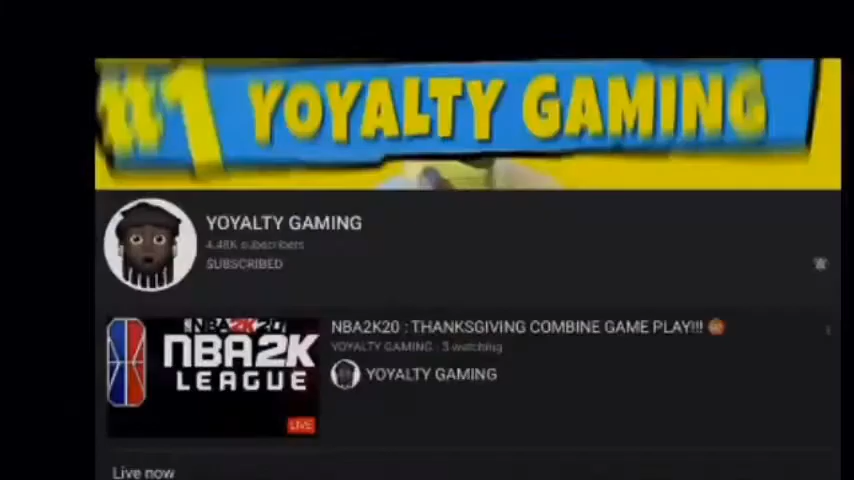 #1 YOYALTY GAMING
YOYALTY GAMING
4.48K subscribers
SUBSCRIBED
NBA2K20
NBA2K
LEAGUE
LIVE
NBA2K20 : THANKSGIVING COMBINE GAME PLAY!!!
YOYALTY GAMING · 3 watching
YOYALTY GAMING
Live now